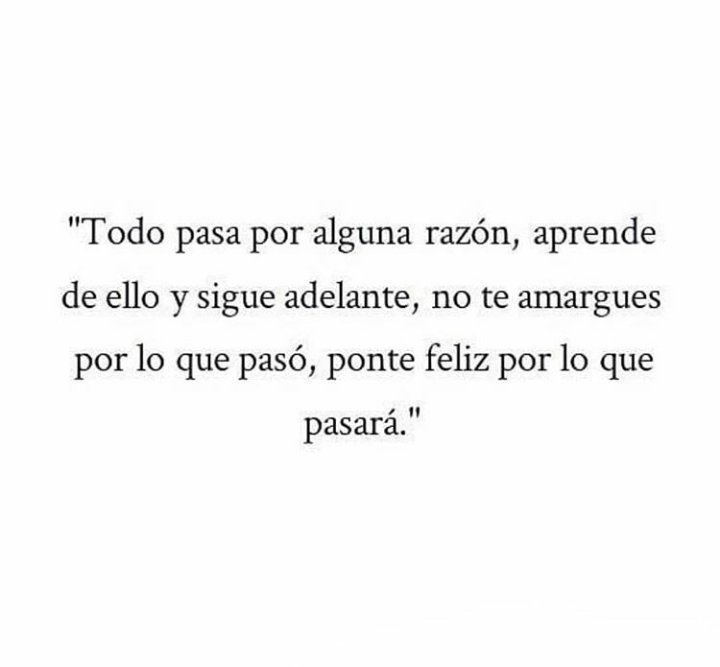 "Todo pasa por alguna razón, aprende
de ello y sigue adelante, no te amargues
por lo que pasó, ponte feliz por lo que
pasará."